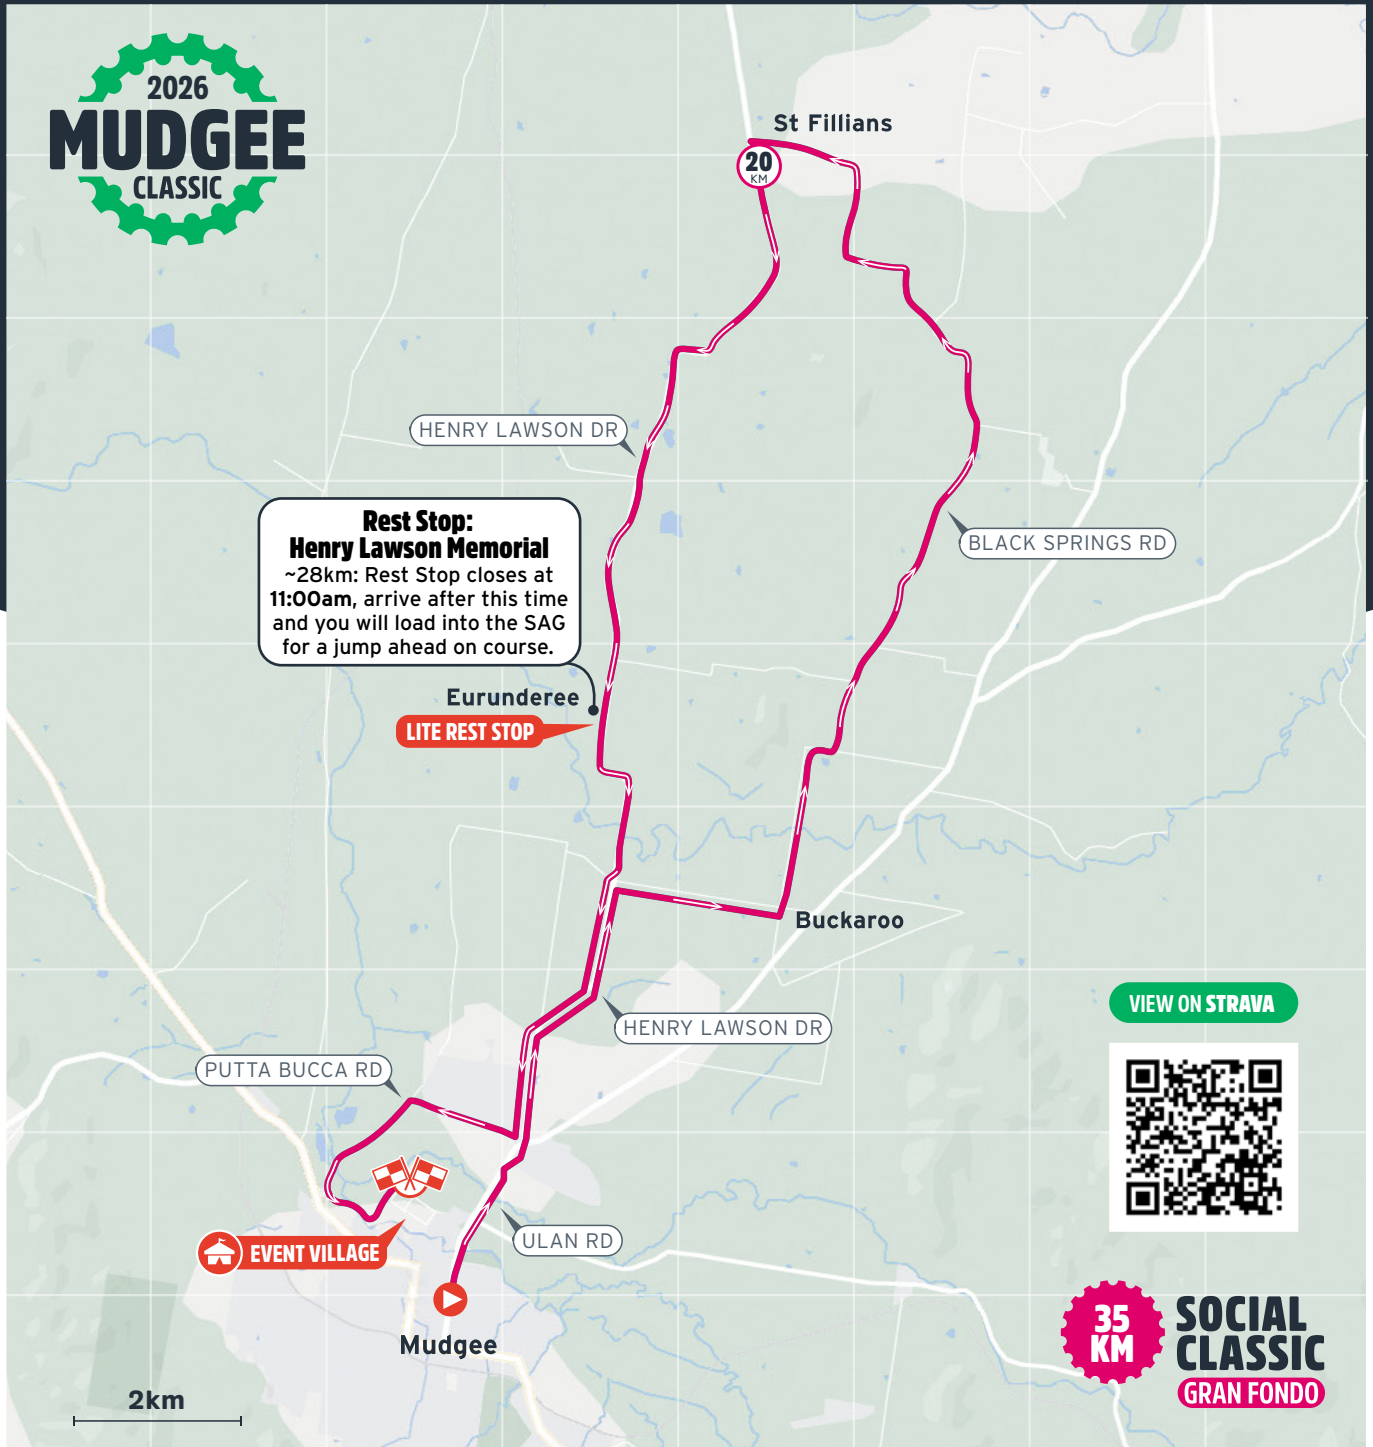 2026
MUDGEE
CLASSIC
St Fillians
20
KM
HENRY LAWSON DR
Rest Stop:
Henry Lawson Memorial
~28km: Rest Stop closes at
11:00am, arrive after this time
and you will load into the SAG
for a jump ahead on course.
BLACK SPRINGS RD
Eurunderee
LITE REST STOP
Buckaroo
VIEW ON STRAVA
HENRY LAWSON DR
PUTTA BUCCA RD
EVENT VILLAGE
ULAN RD
Mudgee
2km
35
KM
SOCIAL
CLASSIC
GRAN FONDO